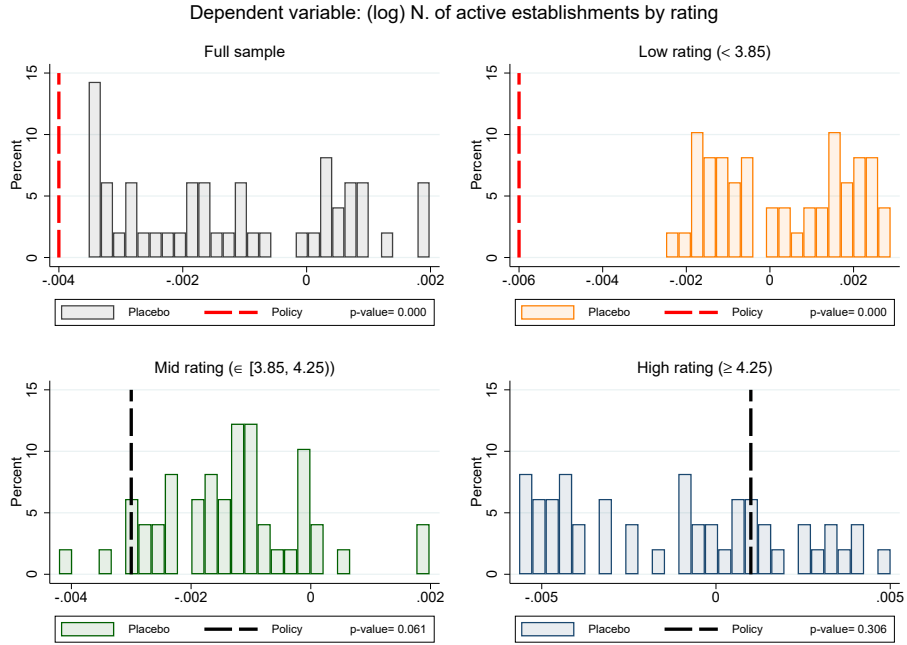 Dependent variable: (log) N. of active establishments by rating
Full sample
Percent
15
10
5
0
-.004 -.002 0 .002
Placebo Policy p-value= 0.000
Low rating (< 3.85)
Percent
15
10
5
0
-.006 -.004 -.002 0 .002
Placebo Policy p-value= 0.000
Mid rating (∈ [3.85, 4.25))
Percent
15
10
5
0
-.004 -.002 0 .002
Placebo Policy p-value= 0.061
High rating (≥ 4.25)
Percent
15
10
5
0
-.005 0 .005
Placebo Policy p-value= 0.306